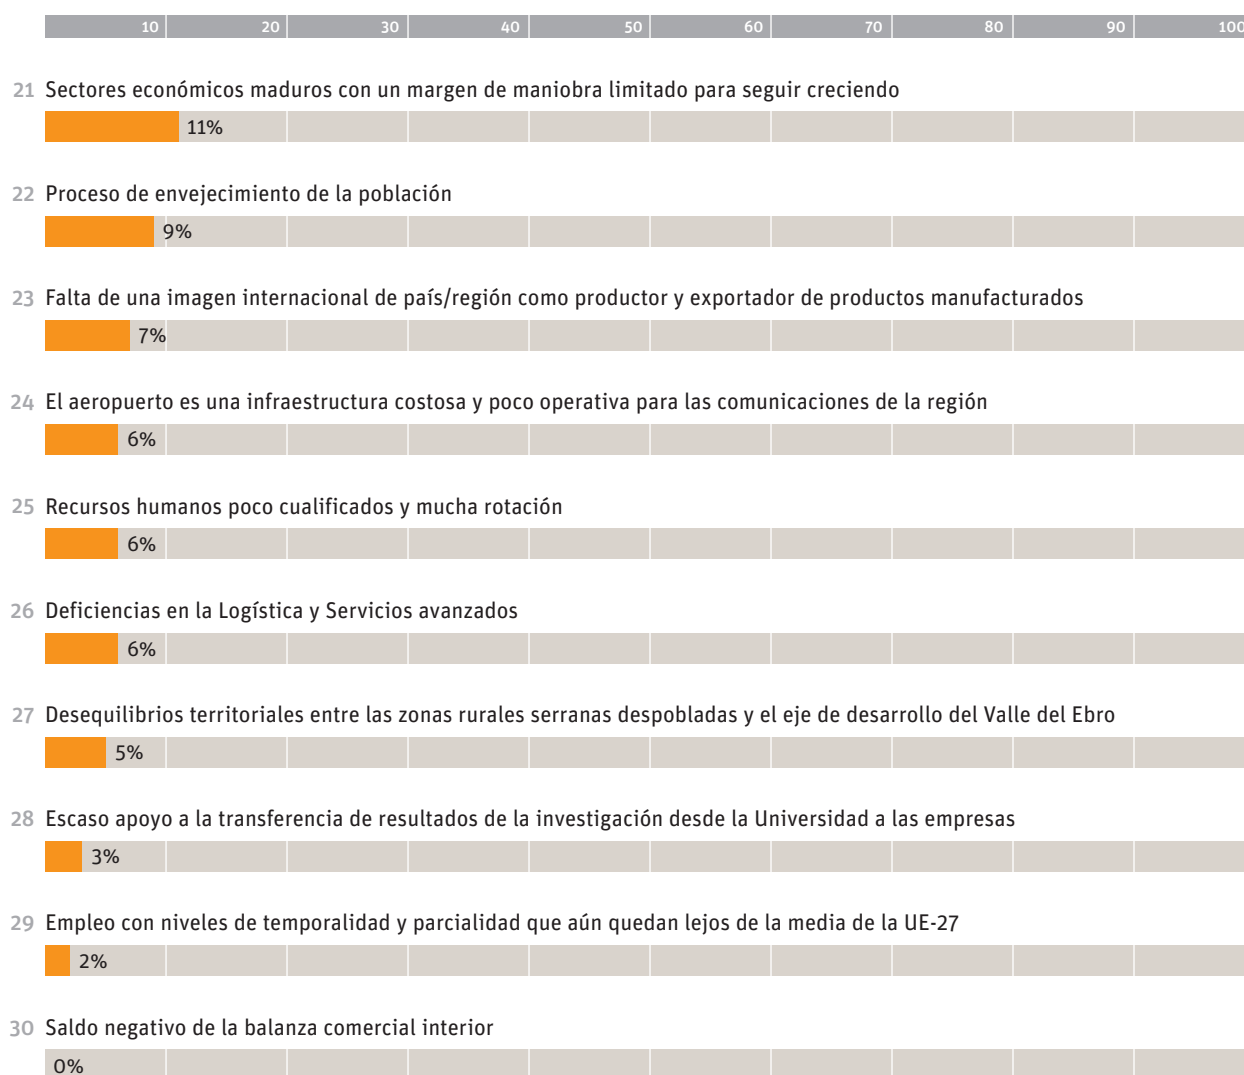 10 20 30 40 50 60 70 80 90 100
21 Sectores económicos maduros con un margen de maniobra limitado para seguir creciendo
11%
22 Proceso de envejecimiento de la población
9%
23 Falta de una imagen internacional de país/región como productor y exportador de productos manufacturados
7%
24 El aeropuerto es una infraestructura costosa y poco operativa para las comunicaciones de la región
6%
25 Recursos humanos poco cualificados y mucha rotación
6%
26 Deficiencias en la Logística y Servicios avanzados
6%
27 Desequilibrios territoriales entre las zonas rurales serranas despobladas y el eje de desarrollo del Valle del Ebro
5%
28 Escaso apoyo a la transferencia de resultados de la investigación desde la Universidad a las empresas
3%
29 Empleo con niveles de temporalidad y parcialidad que aún quedan lejos de la media de la UE-27
2%
30 Saldo negativo de la balanza comercial interior
0%